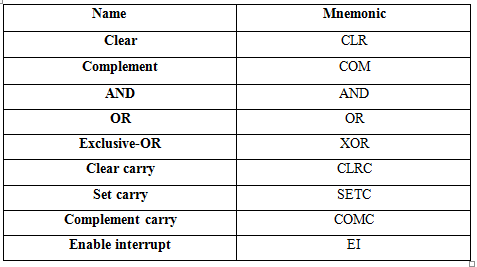 Name Mnemonic
Clear CLR
Complement COM
AND AND
OR OR
Exclusive-OR XOR
Clear carry CLRC
Set carry SETC
Complement carry COMC
Enable interrupt EI